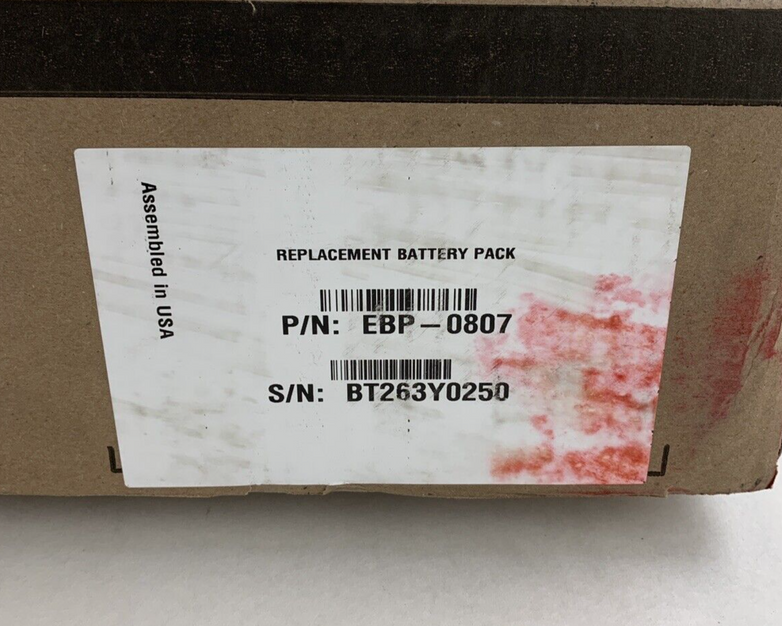 Assembled in USA
REPLACEMENT BATTERY PACK
P/N: EBP-0807
S/N: BT263Y0250